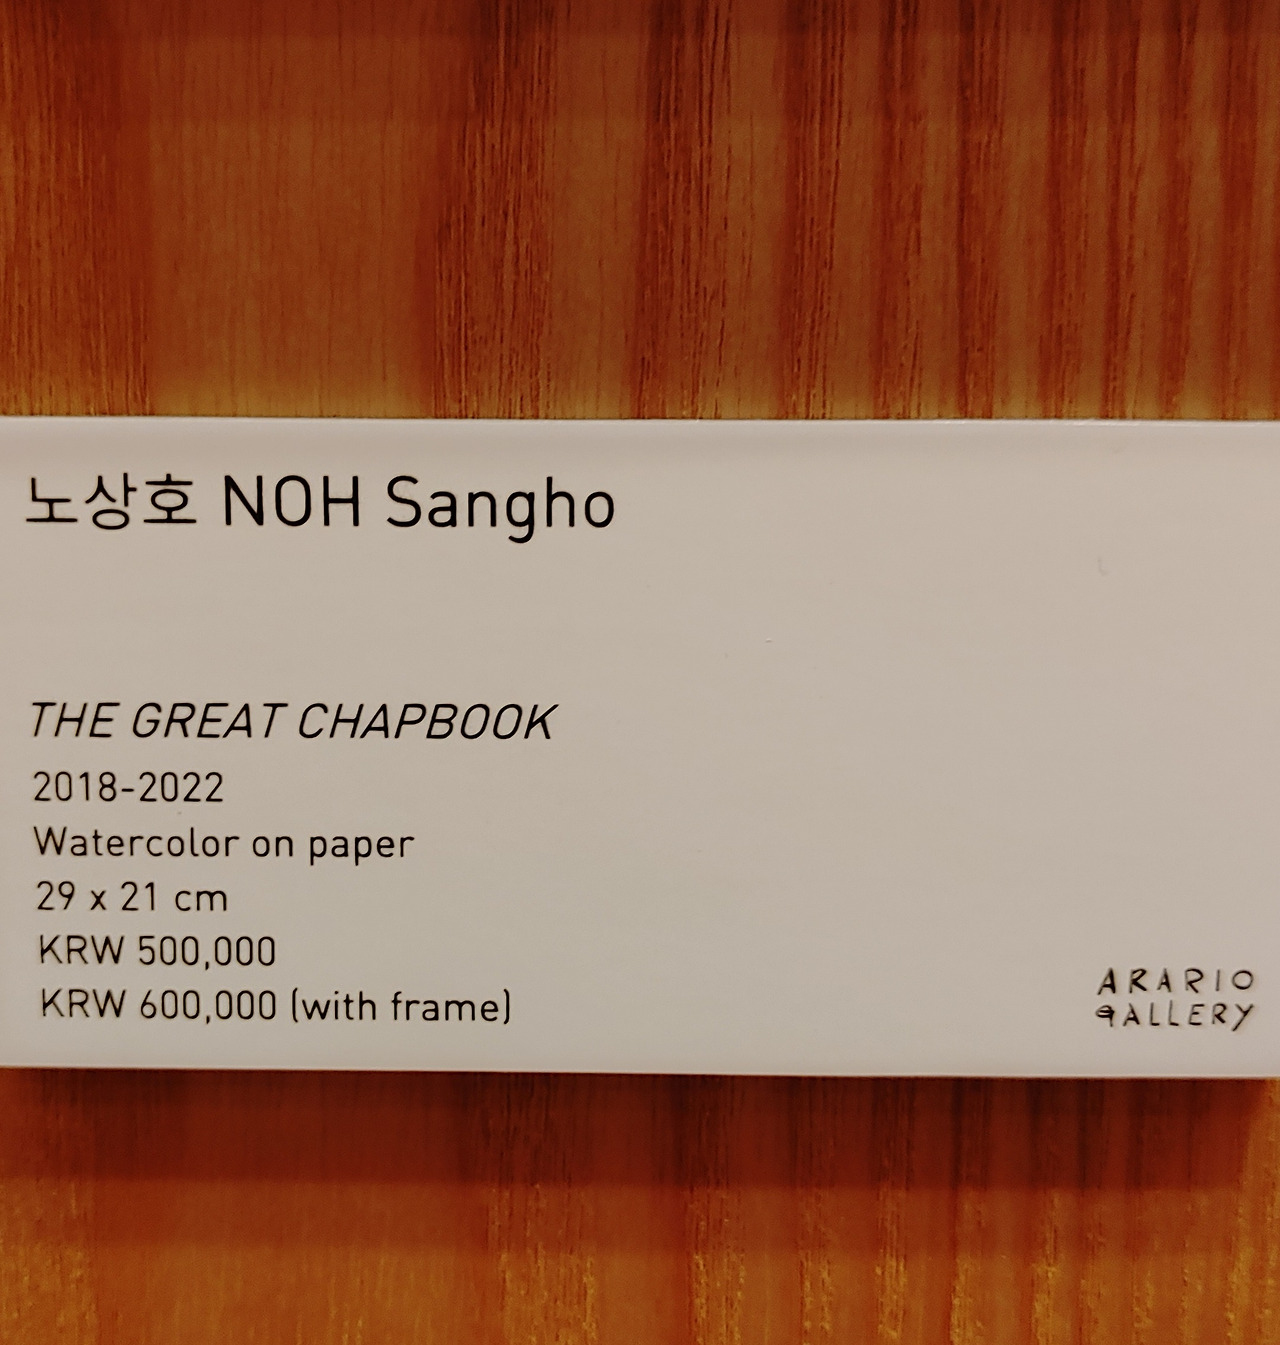 노상호 NOH Sangho
THE GREAT CHAPBOOK
2018-2022
Watercolor on paper
29 x 21 cm
KRW 500,000
KRW 600,000 (with frame)
ARARIO
GALLERY